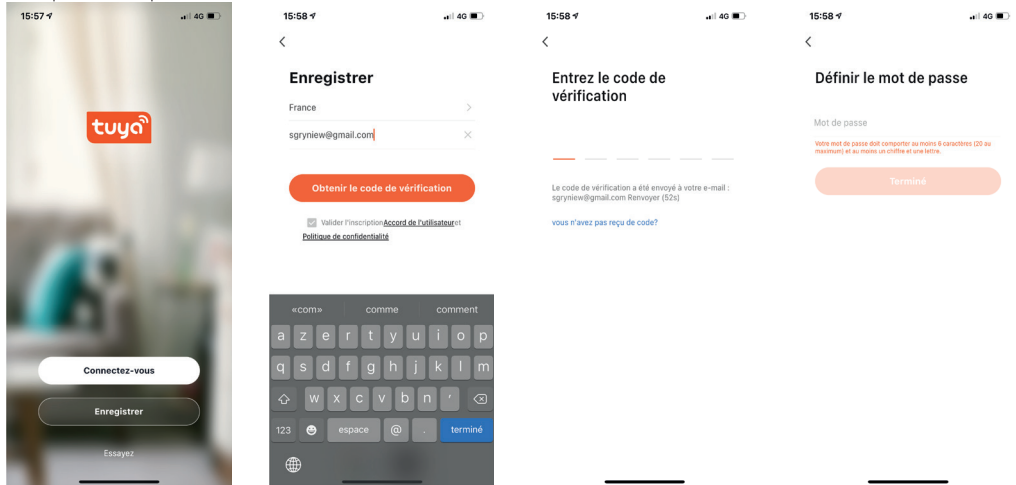 15:57
4G
tuya
Connectez-vous
Enregistrer
Essayez
15:58
4G
Enregistrer
France
sgryniew@gmail.com
Obtenir le code de vérification
Valider l'inscriptionAccord de l'utilisateuret
Politique de confidentialité
«com» comme comment
a z e r t y u i o p
q s d f g h j k l m
w x c v b n '
123 espace @ . terminé
15:58
4G
Entrez le code de
vérification
Le code de vérification a été envoyé à votre e-mail :
sgryniew@gmail.com Renvoyer (52s)
vous n'avez pas reçu de code?
15:58
4G
Définir le mot de passe
Mot de passe
Votre mot de passe doit comporter au moins 6 caractères (20 au
maximum) et au moins un chiffre et une lettre.
Terminé